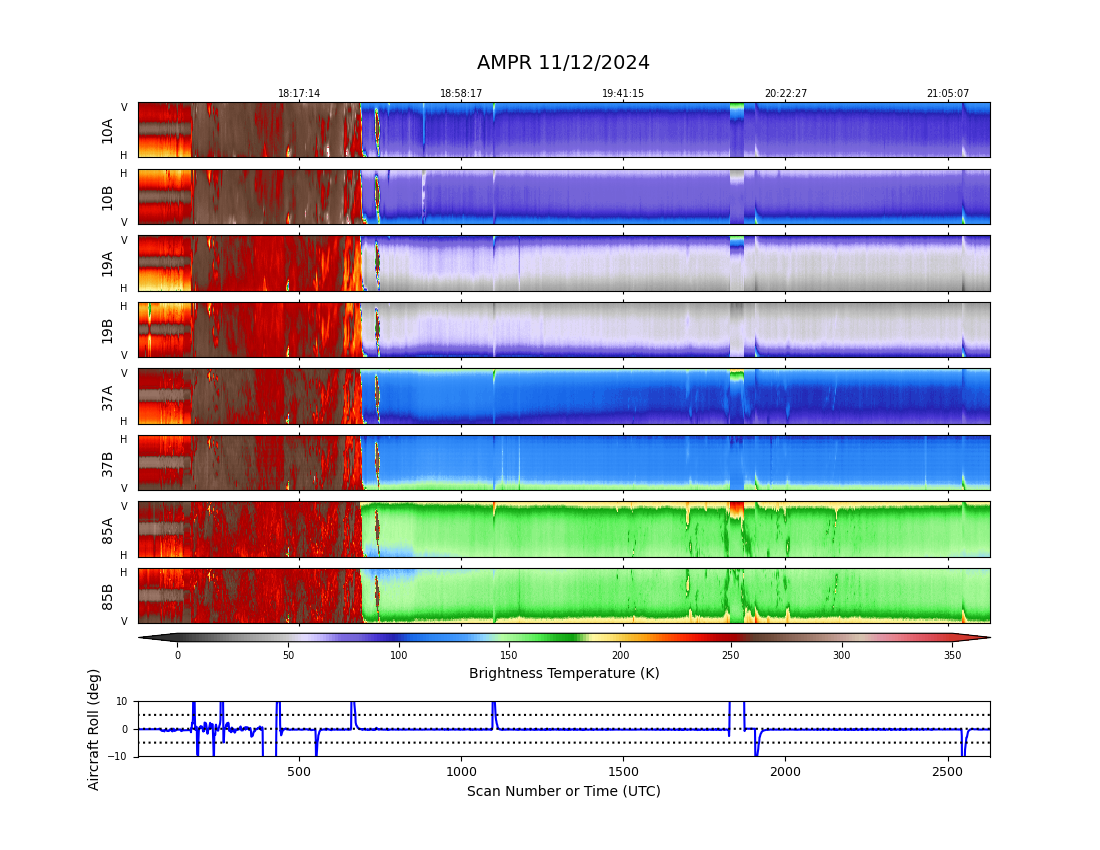 AMPR 11/12/2024
18:17:14 18:58:17 19:41:15 20:22:27 21:05:07
V
10A
H
H
10B
V
V
19A
H
H
19B
V
V
37A
H
H
37B
V
V
85A
H
H
85B
V
0 50 100 150 200 250 300 350
Brightness Temperature (K)
Aircraft Roll (deg)
10
0
−10
500 1000 1500 2000 2500
Scan Number or Time (UTC)